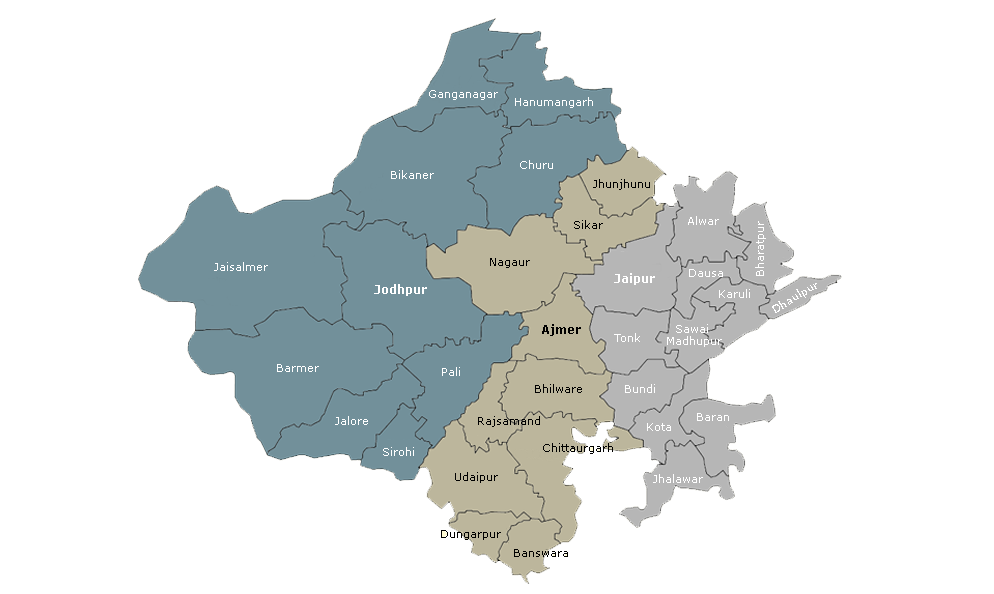 Ganganagar
Hanumangarh
Churu
Bikaner
Jhunjhunu
Sikar
Alwar
Bharatpur
Jaisalmer
Nagaur
Jodhpur
Jaipur
Dausa
Karuli
Dhaulpur
Ajmer
Tonk
Sawai
Madhupur
Barmer
Pali
Bhilware
Bundi
Jalore
Rajsamand
Kota
Baran
Sirohi
Chittaurgarh
Udaipur
Jhalawar
Dungarpur
Banswara